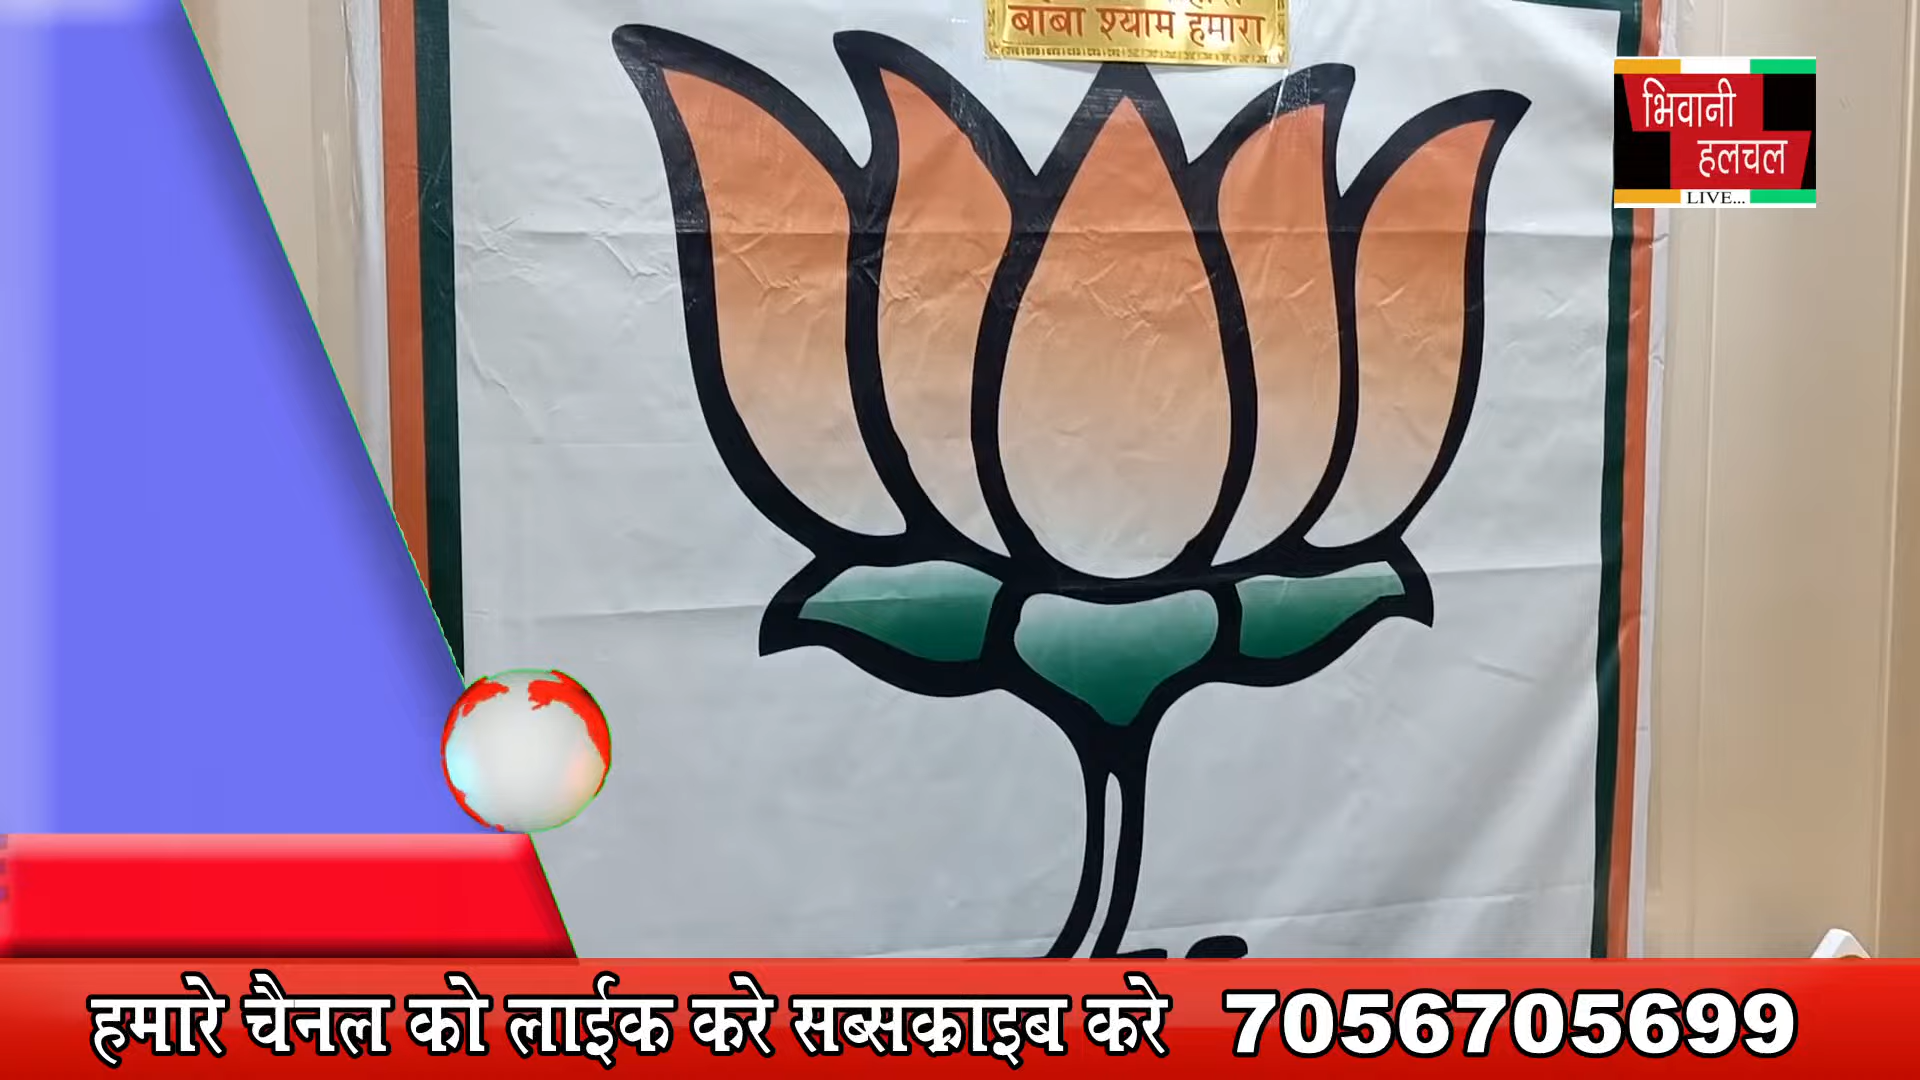 बाबा श्याम हमारा
भिवानी
हलचल
LIVE...
हमारे चैनल को लाईक करे सब्सक्राइब करे 7056705699